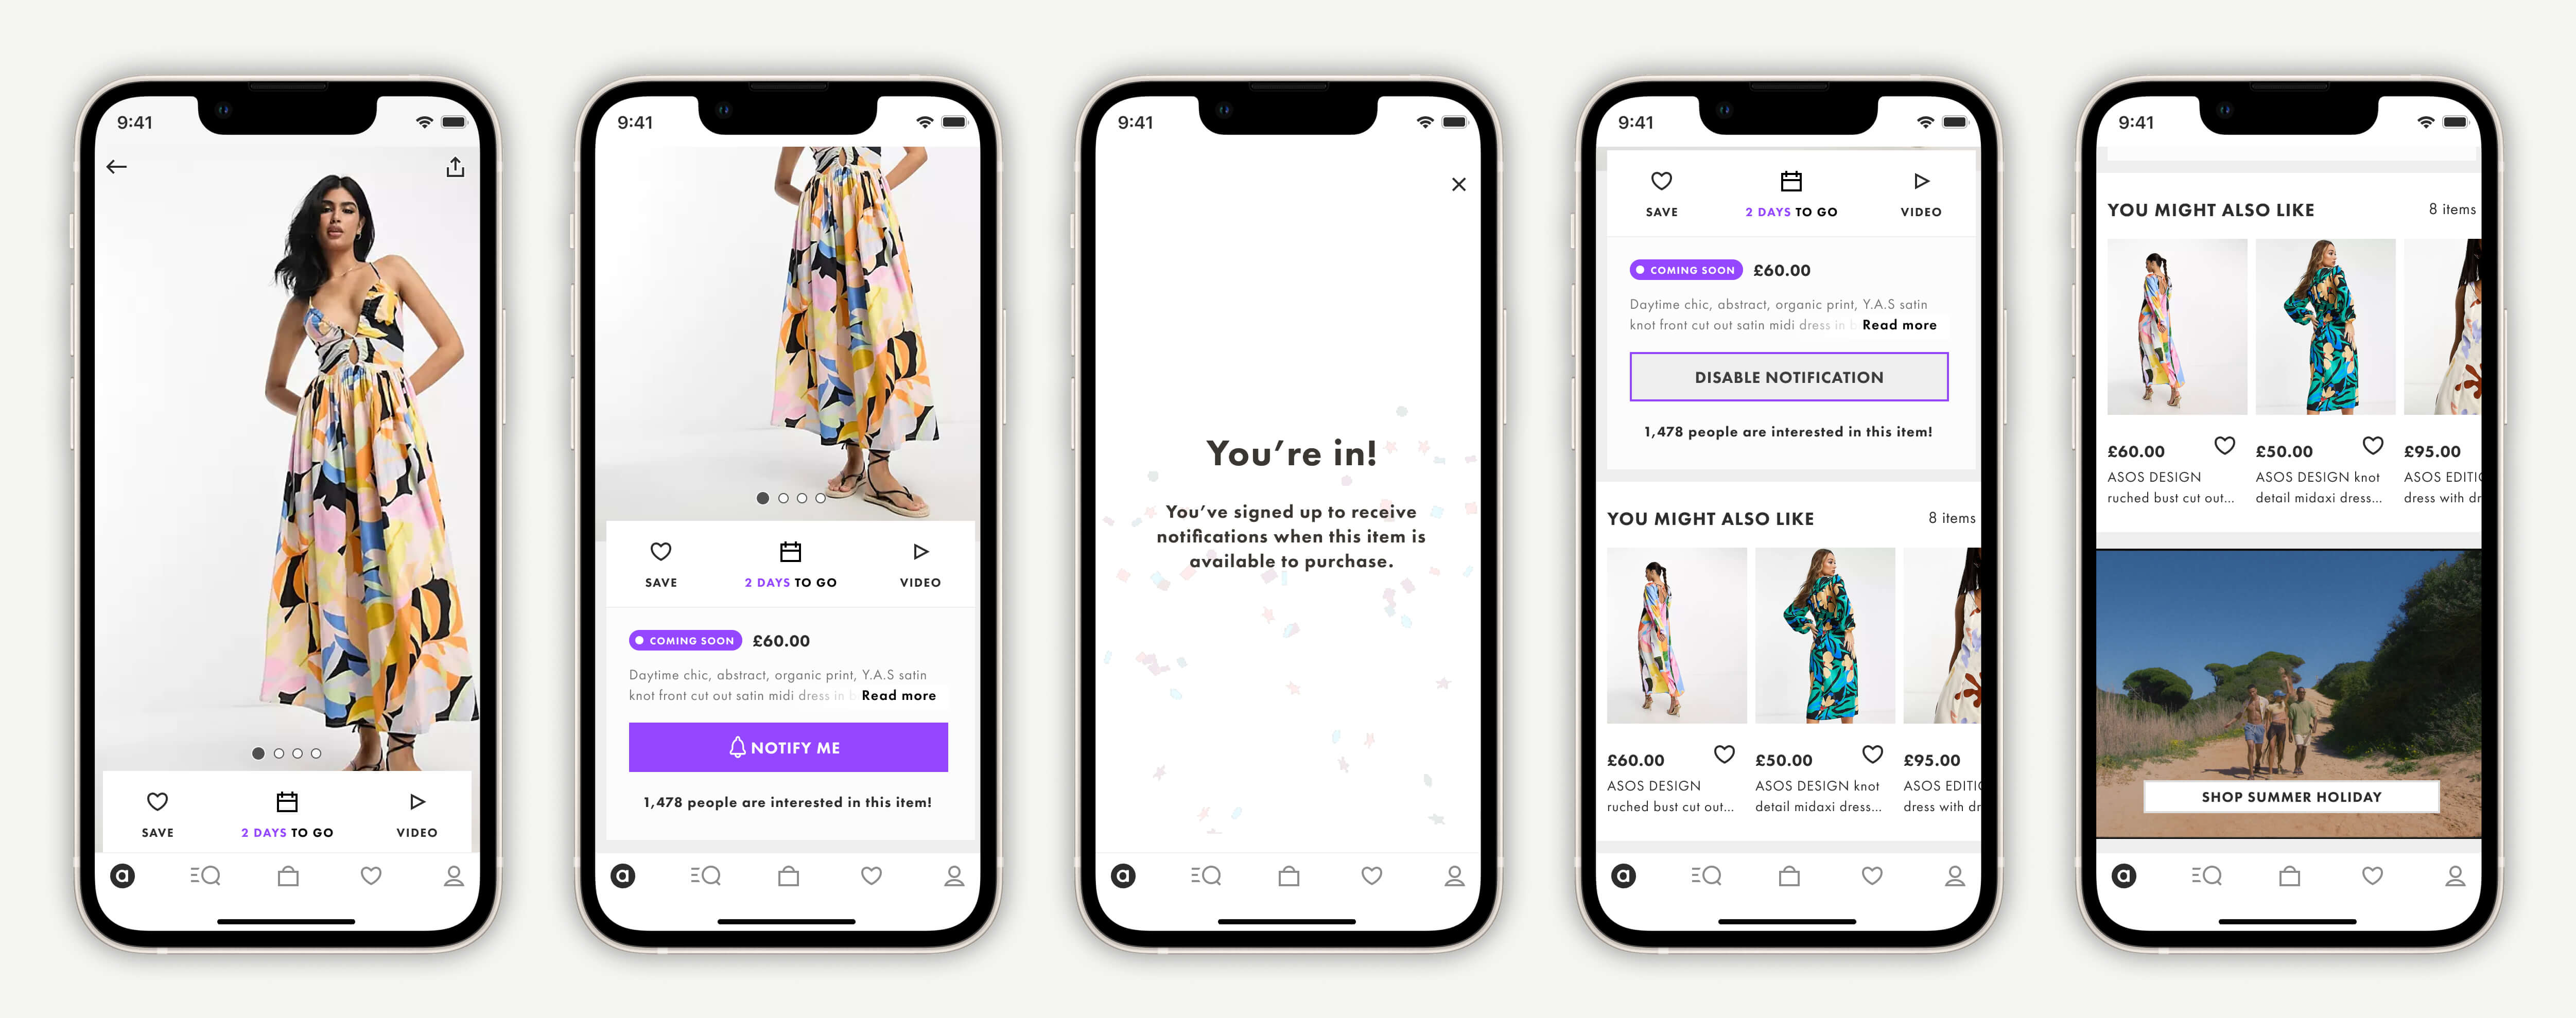 9:41
SAVE
2 DAYS TO GO
VIDEO
a
9:41
SAVE
2 DAYS TO GO
VIDEO
COMING SOON £60.00
Daytime chic, abstract, organic print, Y.A.S satin
knot front cut out satin midi dress in b Read more
NOTIFY ME
1,478 people are interested in this item!
a
9:41
You’re in!
You’ve signed up to receive
notifications when this item is
available to purchase.
a
9:41
SAVE
2 DAYS TO GO
VIDEO
COMING SOON £60.00
Daytime chic, abstract, organic print, Y.A.S satin
knot front cut out satin midi dress in b Read more
DISABLE NOTIFICATION
1,478 people are interested in this item!
YOU MIGHT ALSO LIKE 8 items
£60.00
ASOS DESIGN
ruched bust cut out...
£50.00
ASOS DESIGN knot
detail midaxi dress...
£95.00
ASOS EDITI
dress with dr
a
9:41
YOU MIGHT ALSO LIKE 8 items
£60.00
ASOS DESIGN
ruched bust cut out...
£50.00
ASOS DESIGN knot
detail midaxi dress...
£95.00
ASOS EDITI
dress with dr
SHOP SUMMER HOLIDAY
a